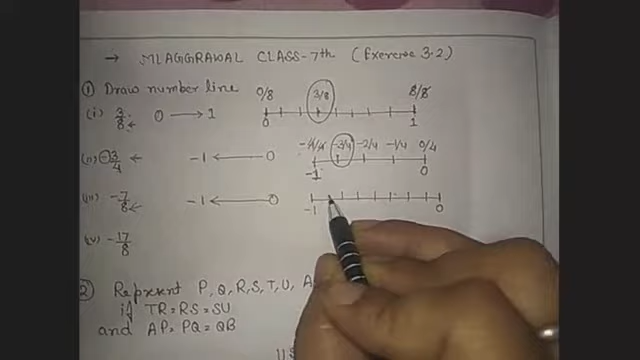 → MLAGGRAWAL CLASS-7th (Exercise 3.2)
① Draw number line
0/8 3/8 8/8
(i) 3/8 0 → 1
0 1
-4/4 -3/4 -2/4 -1/4 0/4
(ii) -3/4 ← -1 ← 0
-1 0
(iii) -7/8 -1 ← 0
-1 0
(iv) -17/8
② Represent P, Q, R, S, T, U, A
if TR = RS = SU
and AP = PQ = QB